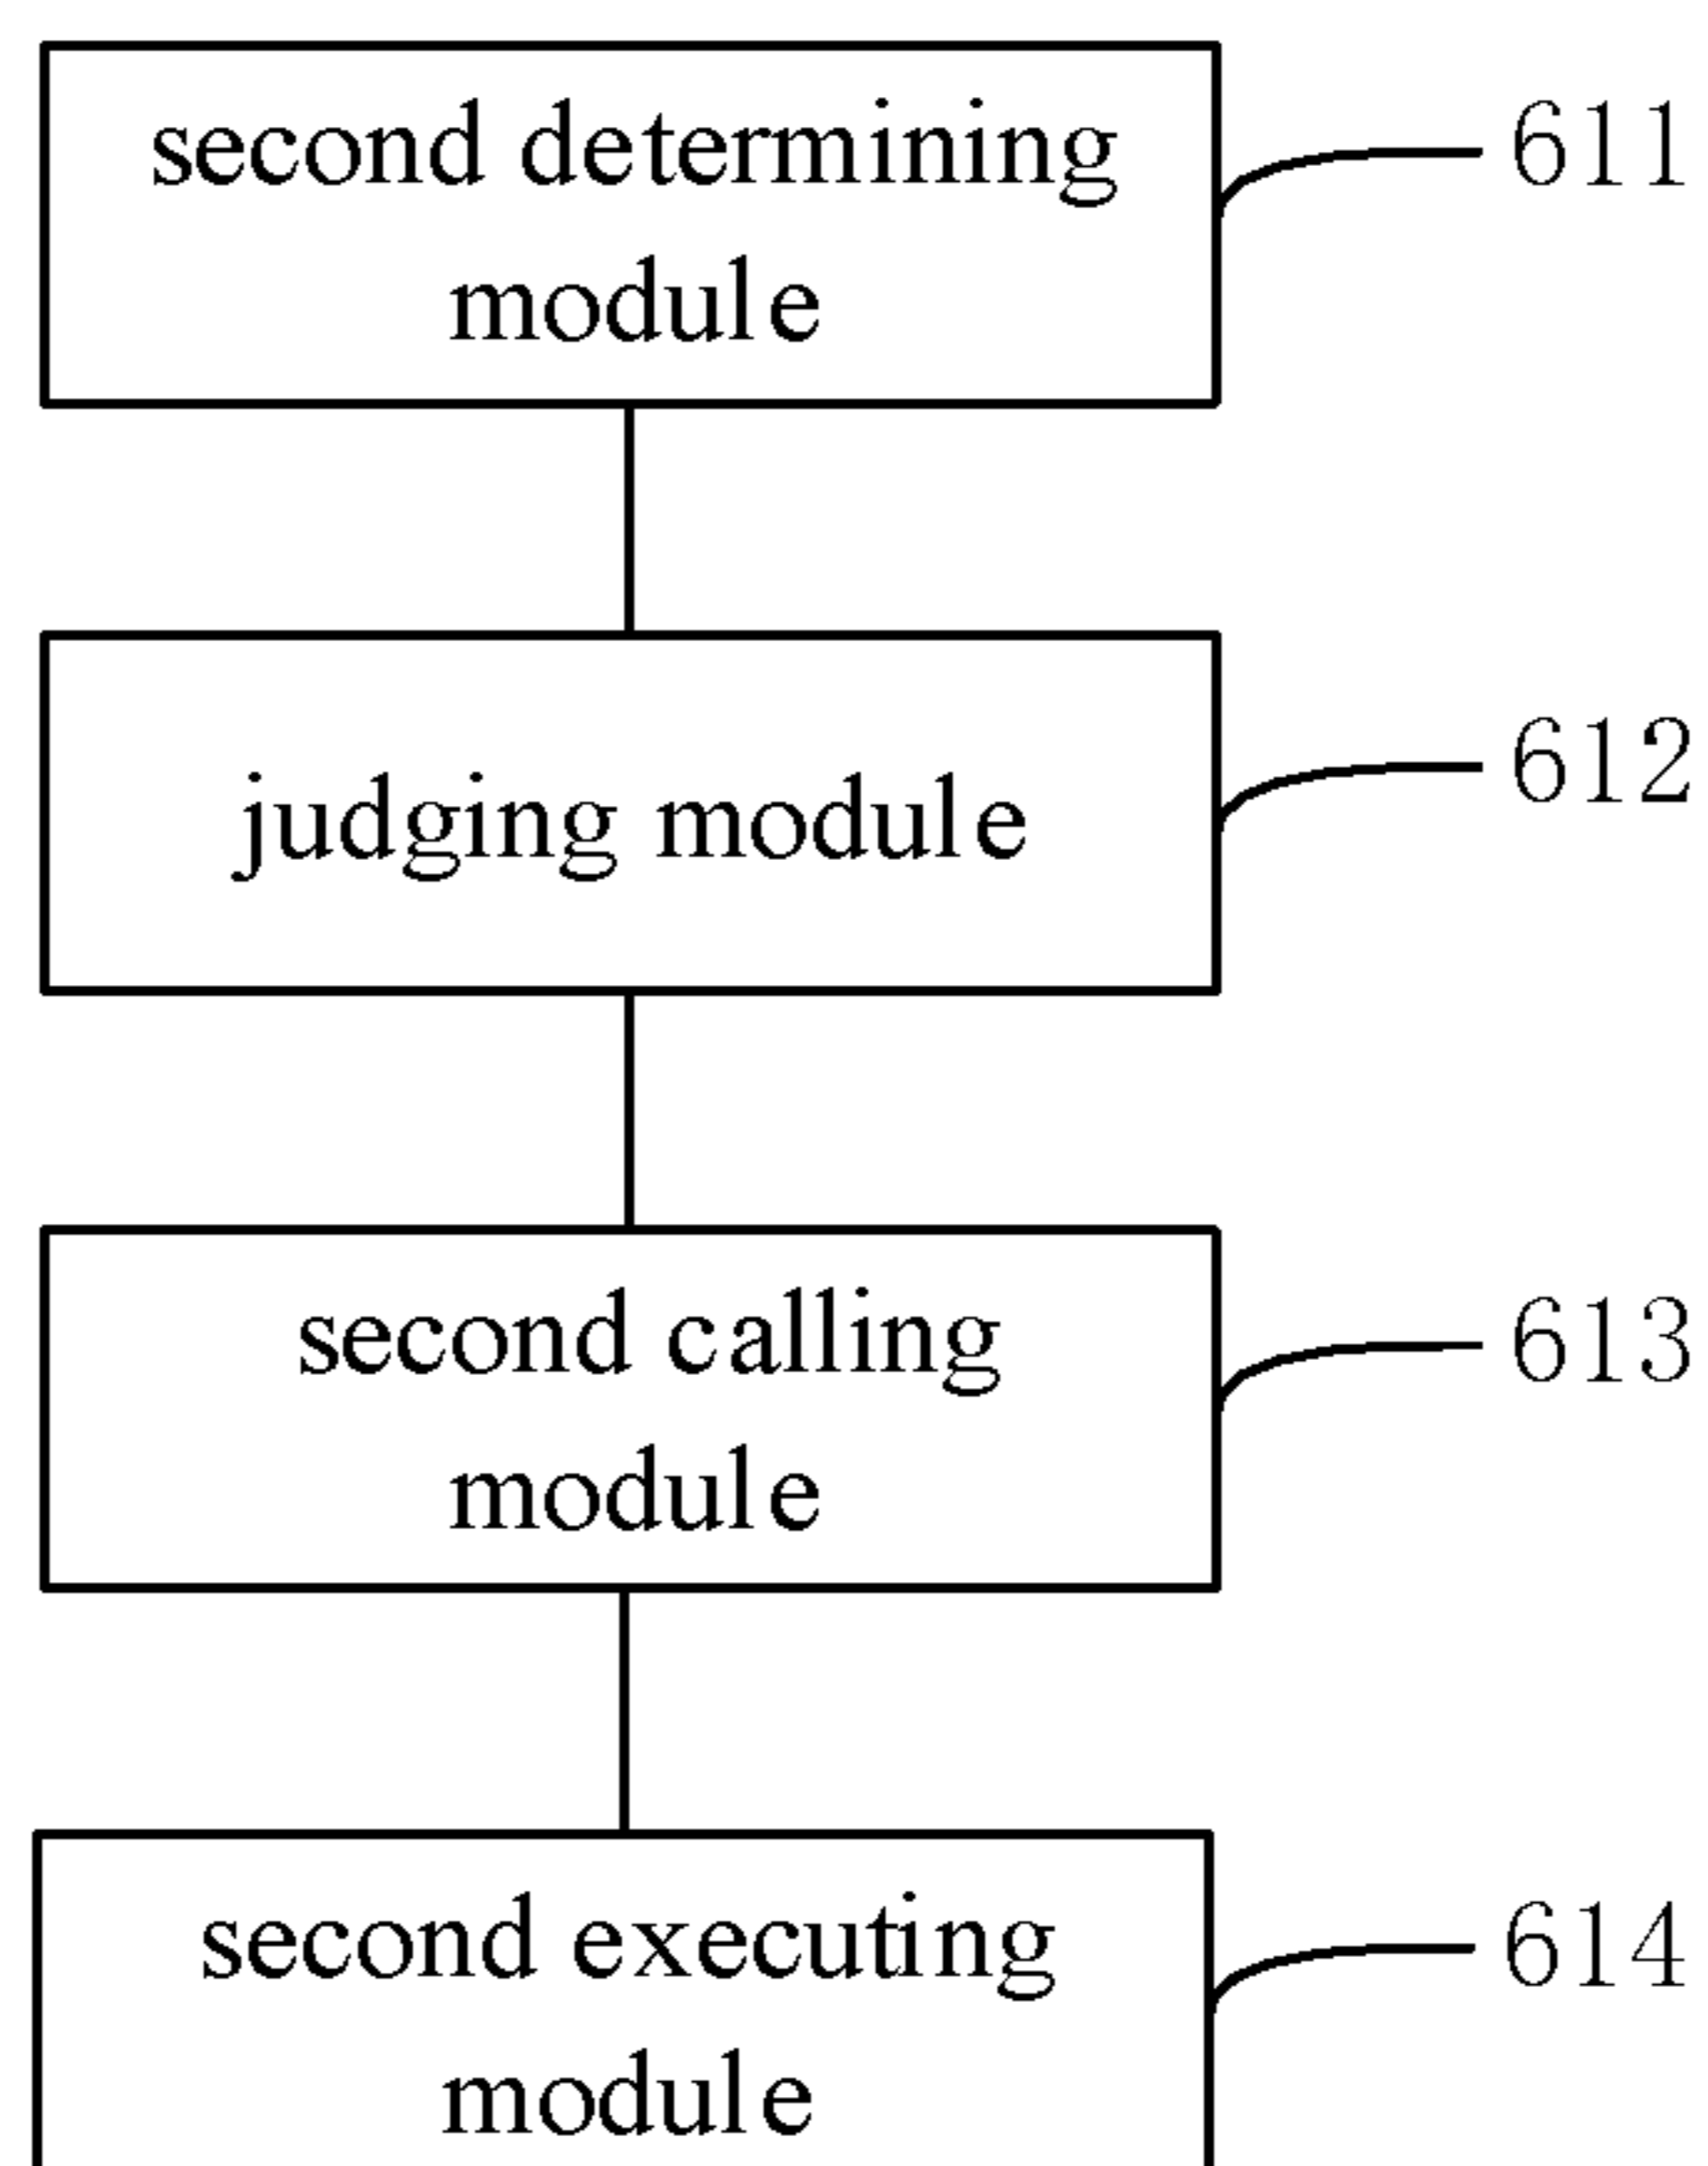 second determining
module
611
judging module
612
second calling
module
613
second executing
module
614